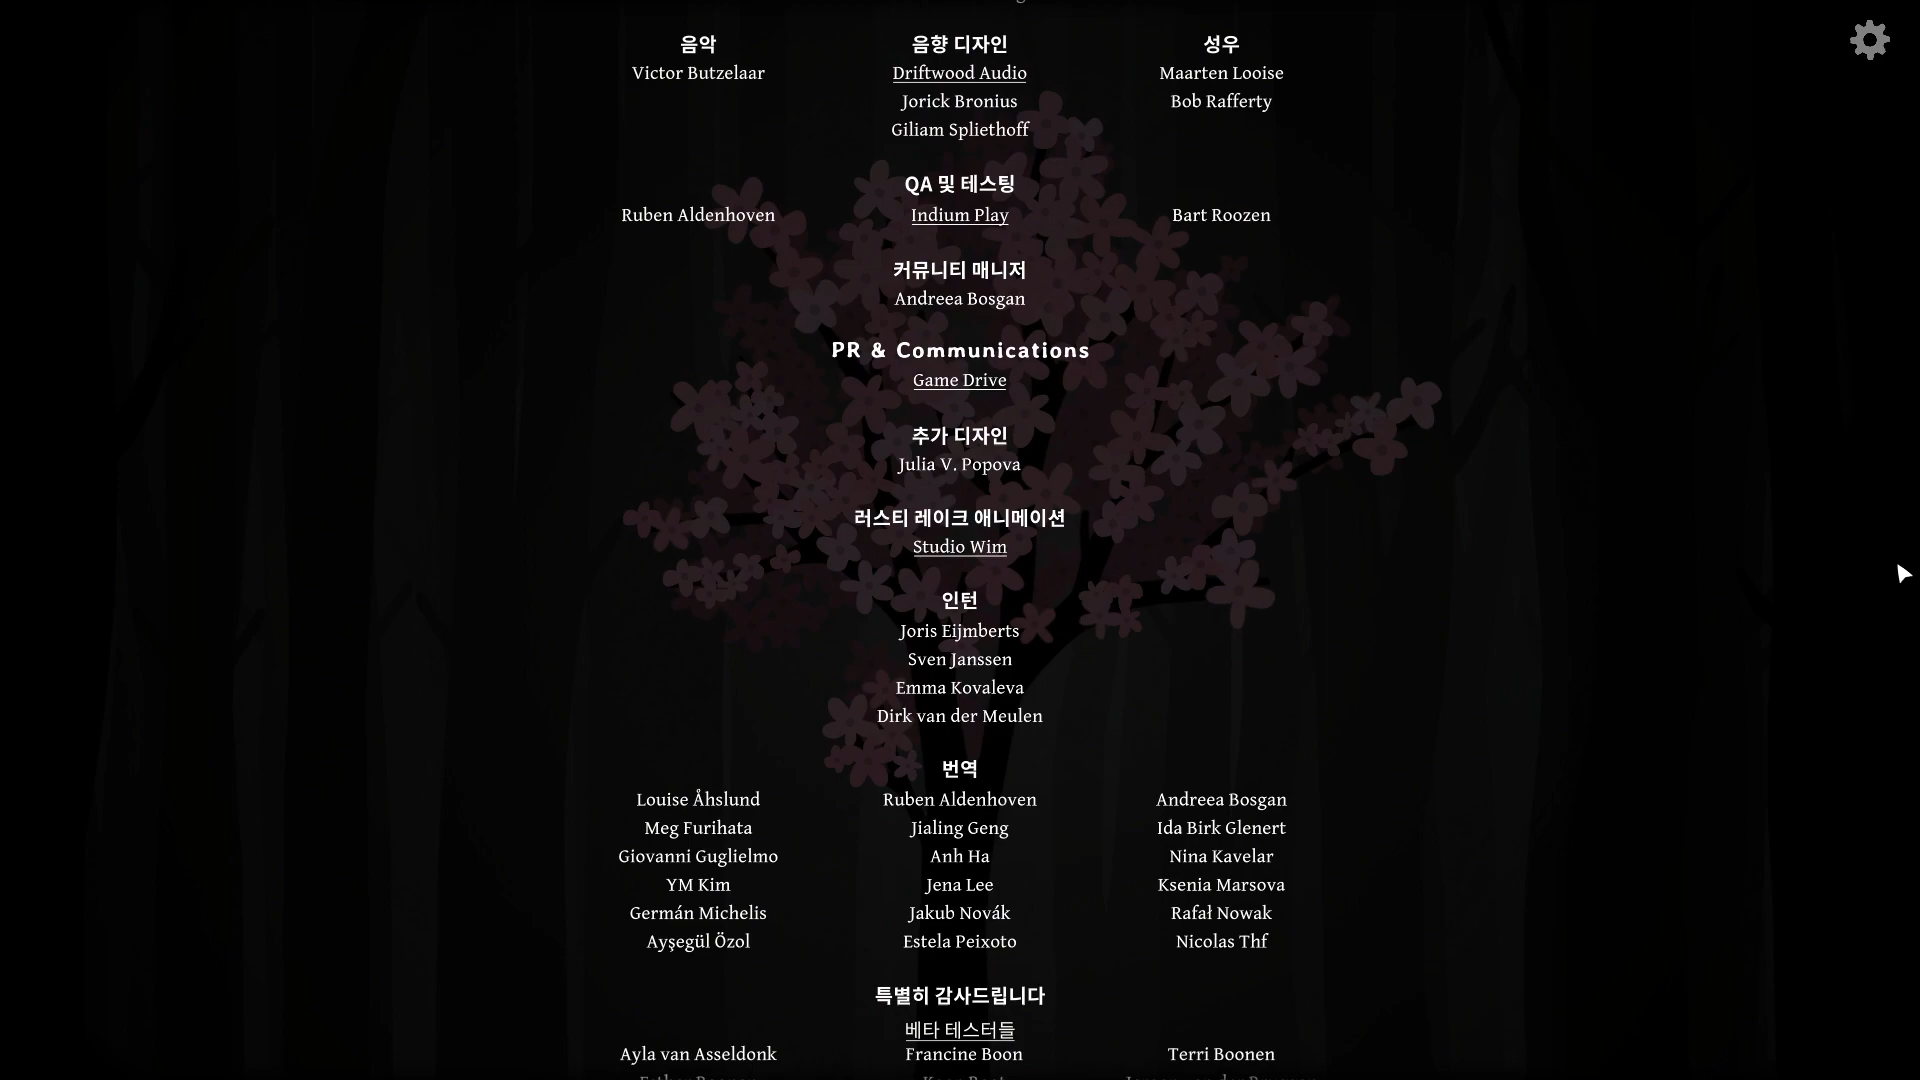 음악
Victor Butzelaar
음향 디자인
Driftwood Audio
Jorick Bronius
Giliam Spliethoff
성우
Maarten Looise
Bob Rafferty
QA 및 테스팅
Ruben Aldenhoven
Indium Play
Bart Roozen
커뮤니티 매니저
Andreea Bosgan
PR & Communications
Game Drive
추가 디자인
Julia V. Popova
러스티 레이크 애니메이션
Studio Wim
인턴
Joris Eijmberts
Sven Janssen
Emma Kovaleva
Dirk van der Meulen
번역
Louise Åhslund
Ruben Aldenhoven
Andreea Bosgan
Meg Furihata
Jialing Geng
Ida Birk Glenert
Giovanni Guglielmo
Anh Ha
Nina Kavelar
YM Kim
Jena Lee
Ksenia Marsova
Germán Michelis
Jakub Novák
Rafał Nowak
Ayşegül Özol
Estela Peixoto
Nicolas Thf
특별히 감사드립니다
베타 테스터들
Ayla van Asseldonk
Francine Boon
Terri Boonen